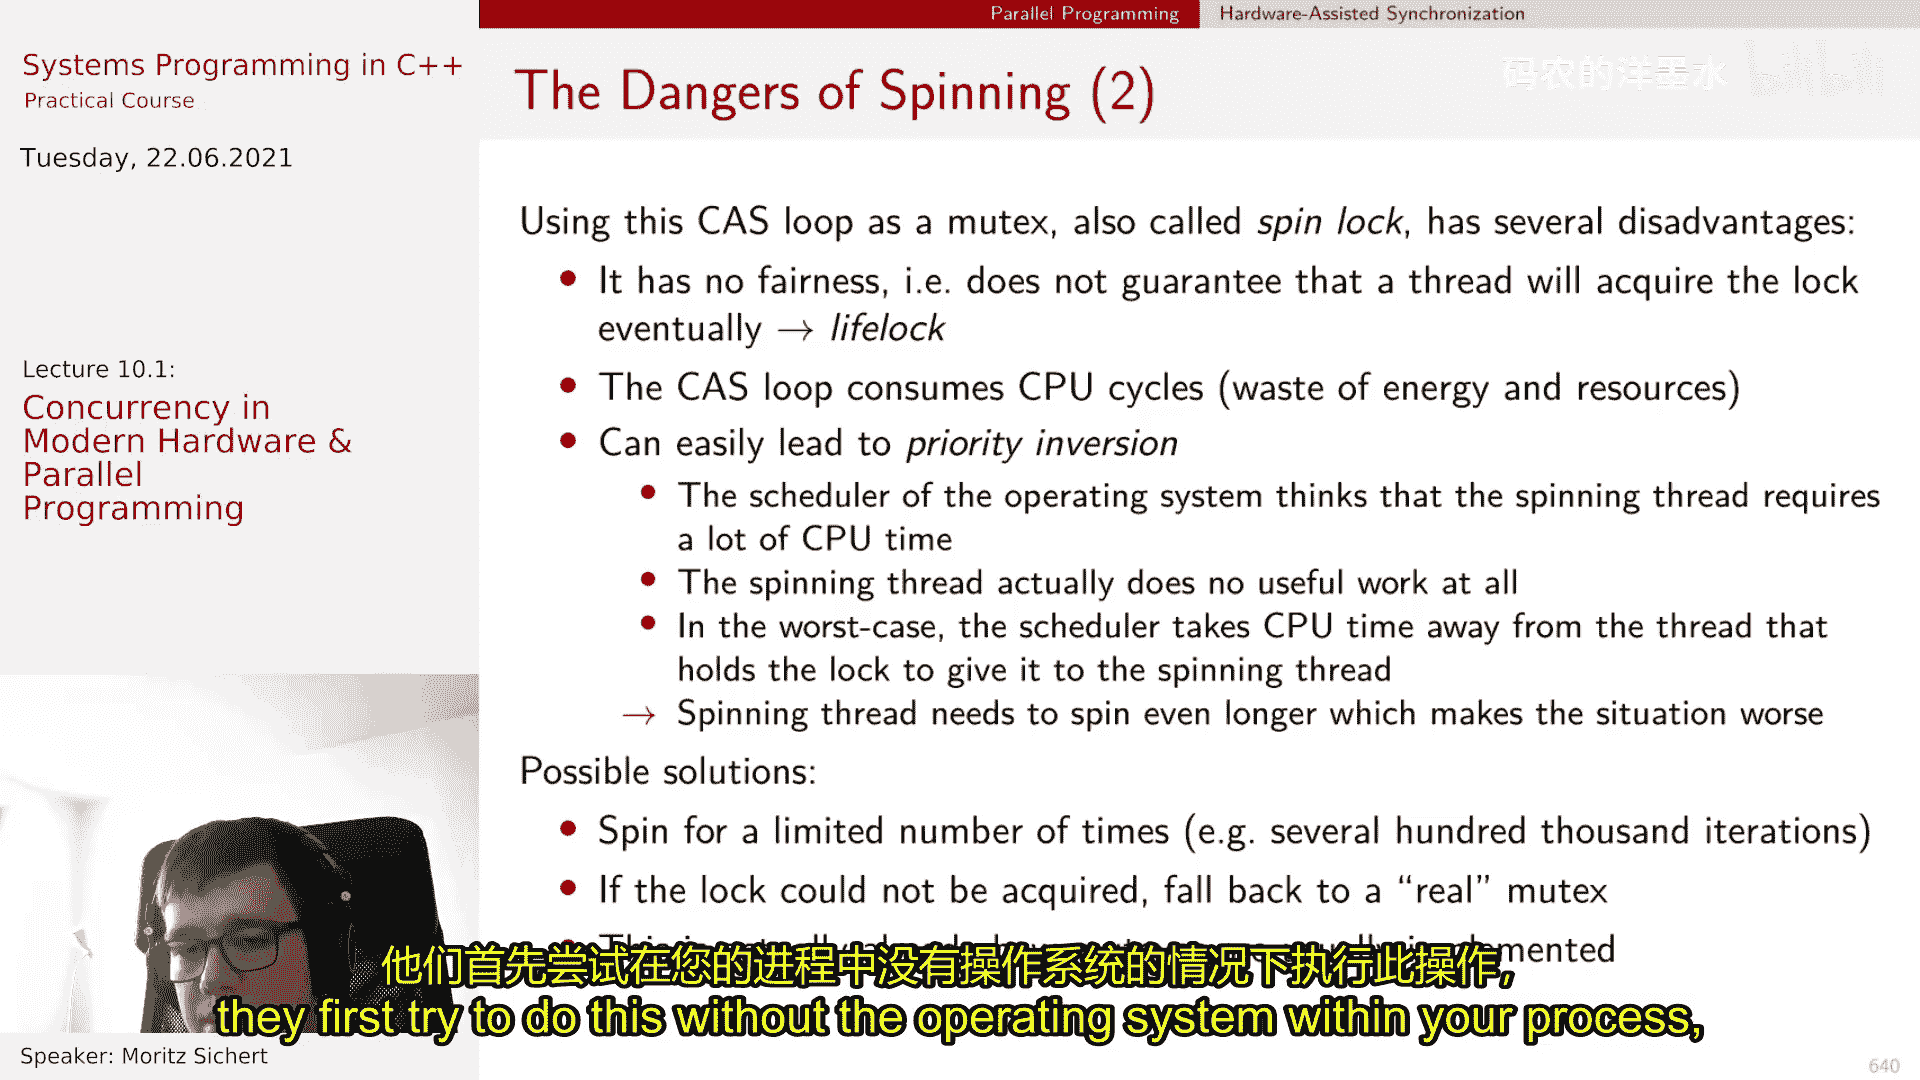 Parallel Programming Hardware-Assisted Synchronization
Systems Programming in C++
Practical Course
Tuesday, 22.06.2021
Lecture 10.1:
Concurrency in
Modern Hardware &
Parallel
Programming
The Dangers of Spinning (2)
码农的洋墨水
Using this CAS loop as a mutex, also called spin lock, has several disadvantages:
• It has no fairness, i.e. does not guarantee that a thread will acquire the lock
eventually → lifelock
• The CAS loop consumes CPU cycles (waste of energy and resources)
• Can easily lead to priority inversion
• The scheduler of the operating system thinks that the spinning thread requires
a lot of CPU time
• The spinning thread actually does no useful work at all
• In the worst-case, the scheduler takes CPU time away from the thread that
holds the lock to give it to the spinning thread
→ Spinning thread needs to spin even longer which makes the situation worse
Possible solutions:
• Spin for a limited number of times (e.g. several hundred thousand iterations)
• If the lock could not be acquired, fall back to a “real” mutex
他们首先尝试在您的进程中没有操作系统的情况下执行此操作,
they first try to do this without the operating system within your process,
Speaker: Moritz Sichert
640